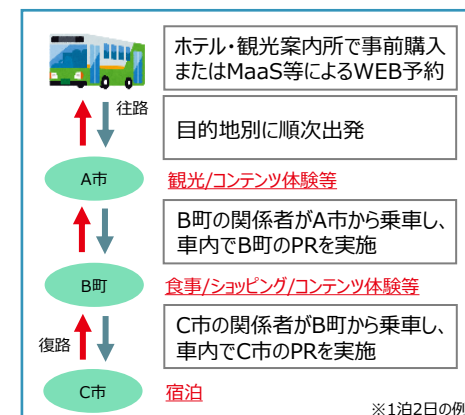 ホテル・観光案内所で事前購入
またはMaaS等によるWEB予約
往路
目的地別に順次出発
A市
観光/コンテンツ体験等
B町の関係者がA市から乗車し、
車内でB町のPRを実施
B町
食事/ショッピング/コンテンツ体験等
C市の関係者がB町から乗車し、
車内でC市のPRを実施
復路
C市
宿泊
※1泊2日の例